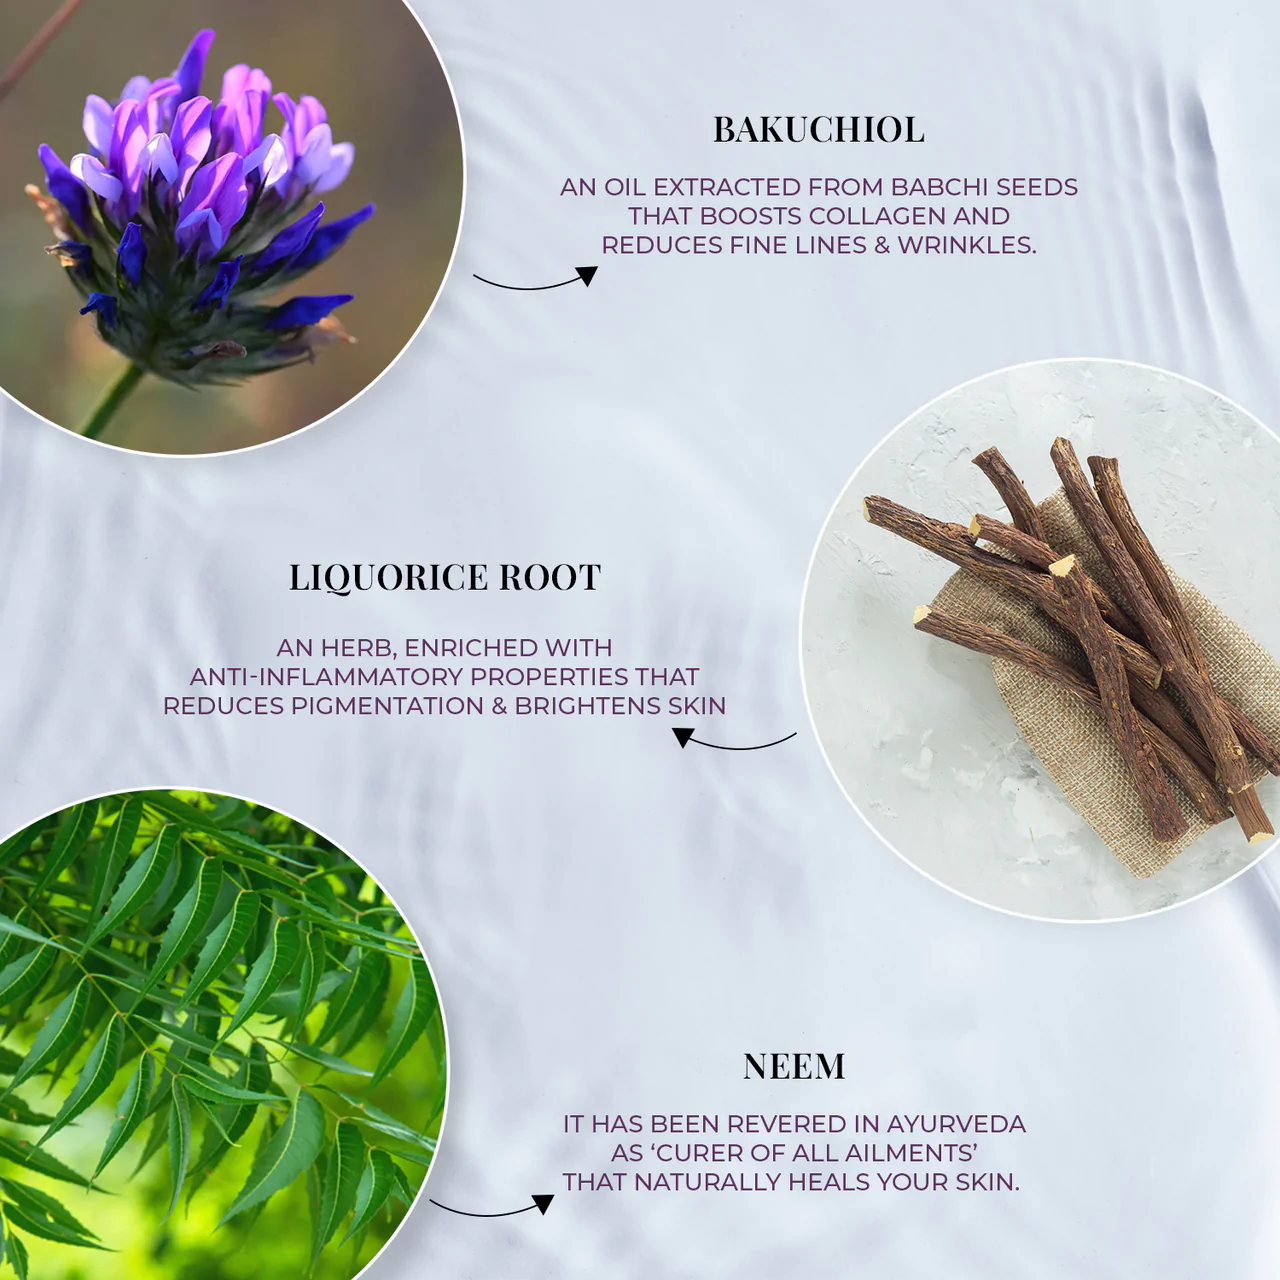 BAKUCHIOL
AN OIL EXTRACTED FROM BABCHI SEEDS
THAT BOOSTS COLLAGEN AND
REDUCES FINE LINES & WRINKLES.
LIQUORICE ROOT
AN HERB, ENRICHED WITH
ANTI-INFLAMMATORY PROPERTIES THAT
REDUCES PIGMENTATION & BRIGHTENS SKIN
NEEM
IT HAS BEEN REVERED IN AYURVEDA
AS ‘CURER OF ALL AILMENTS’
THAT NATURALLY HEALS YOUR SKIN.